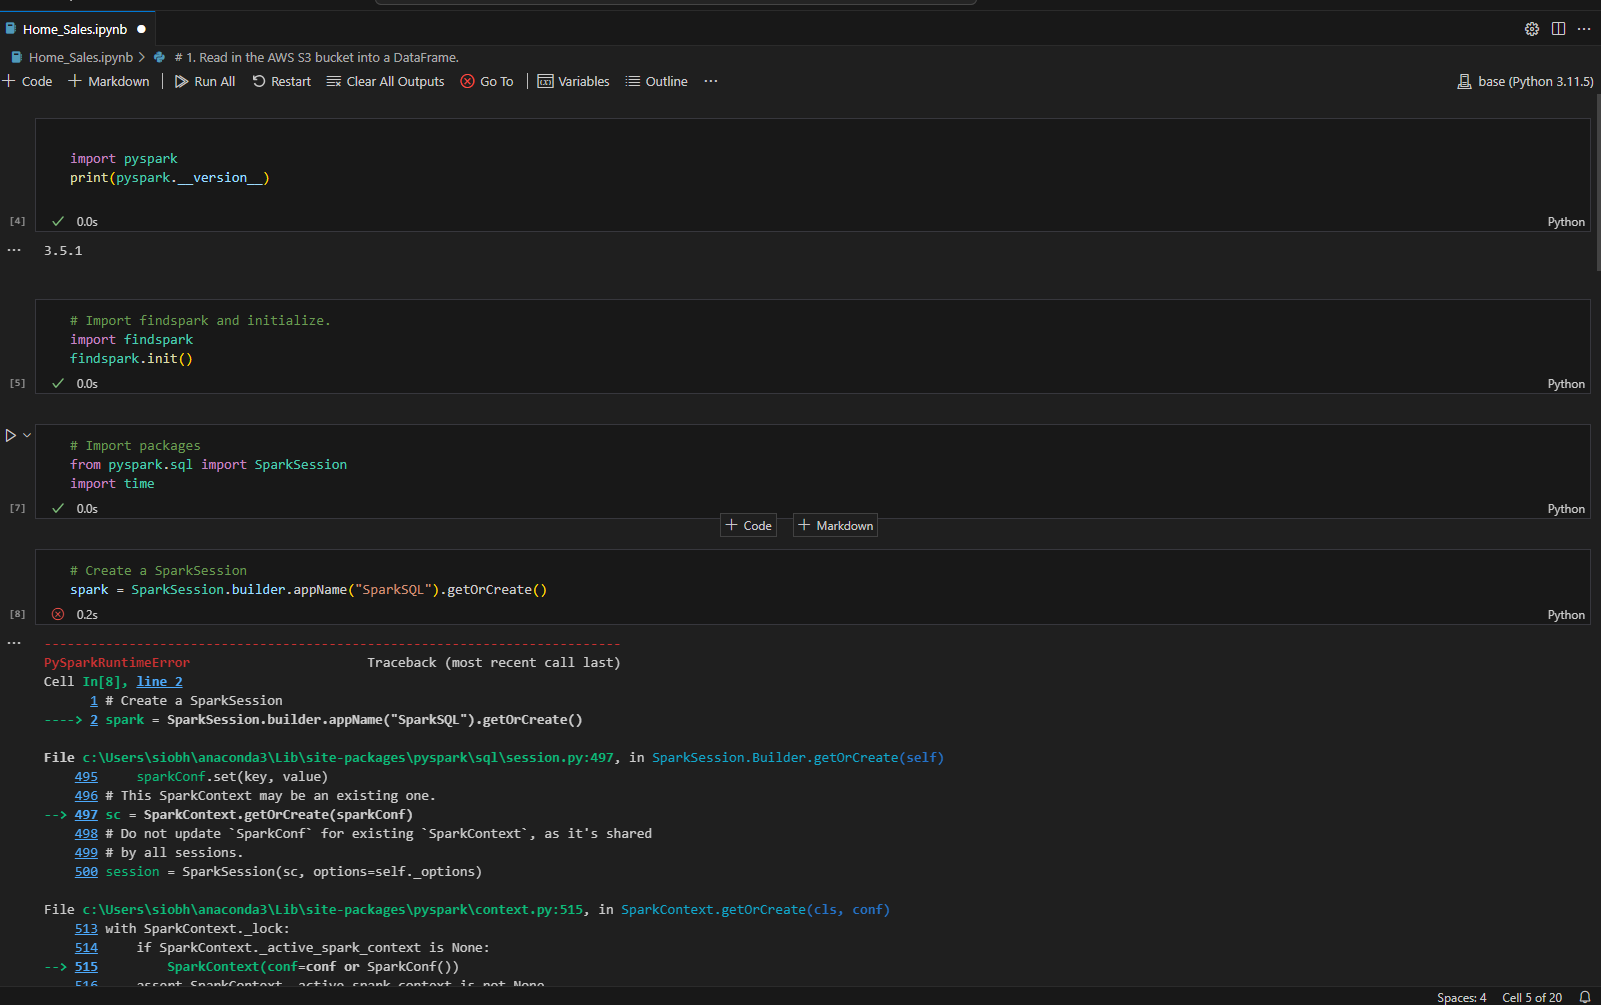 Home_Sales.ipynb
Home_Sales.ipynb > # 1. Read in the AWS S3 bucket into a DataFrame.
+ Code + Markdown | Run All Restart Clear All Outputs Go To | Variables Outline ... base (Python 3.11.5)
import pyspark
print(pyspark.__version__)
[4] 0.0s Python
... 3.5.1
# Import findspark and initialize.
import findspark
findspark.init()
[5] 0.0s Python
# Import packages
from pyspark.sql import SparkSession
import time
[7] 0.0s Python
+ Code + Markdown
# Create a SparkSession
spark = SparkSession.builder.appName("SparkSQL").getOrCreate()
[8] 0.2s Python
...
---------------------------------------------------------------------------
PySparkRuntimeError Traceback (most recent call last)
Cell In[8], line 2
1 # Create a SparkSession
----> 2 spark = SparkSession.builder.appName("SparkSQL").getOrCreate()
File c:\Users\siobh\anaconda3\Lib\site-packages\pyspark\sql\session.py:497, in SparkSession.Builder.getOrCreate(self)
495 sparkConf.set(key, value)
496 # This SparkContext may be an existing one.
--> 497 sc = SparkContext.getOrCreate(sparkConf)
498 # Do not update `SparkConf` for existing `SparkContext`, as it's shared
499 # by all sessions.
500 session = SparkSession(sc, options=self._options)
File c:\Users\siobh\anaconda3\Lib\site-packages\pyspark\context.py:515, in SparkContext.getOrCreate(cls, conf)
513 with SparkContext._lock:
514 if SparkContext._active_spark_context is None:
--> 515 SparkContext(conf=conf or SparkConf())
516 assert SparkContext._active_spark_context is not None
Spaces: 4 Cell 5 of 20